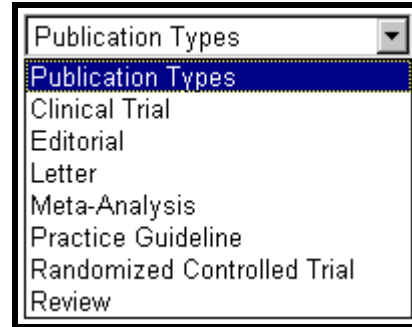 Publication Types
Publication Types
Clinical Trial
Editorial
Letter
Meta-Analysis
Practice Guideline
Randomized Controlled Trial
Review